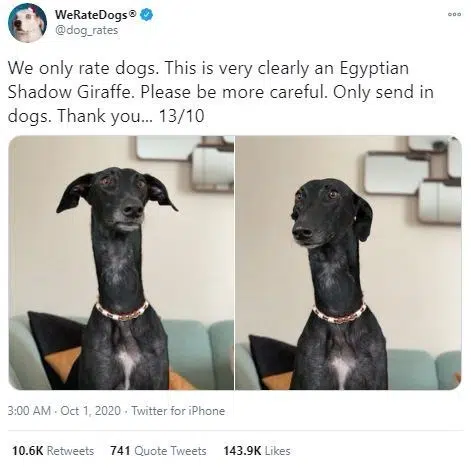 WeRateDogs®
@dog_rates
We only rate dogs. This is very clearly an Egyptian
Shadow Giraffe. Please be more careful. Only send in
dogs. Thank you... 13/10
3:00 AM · Oct 1, 2020 · Twitter for iPhone
10.6K Retweets 741 Quote Tweets 143.9K Likes